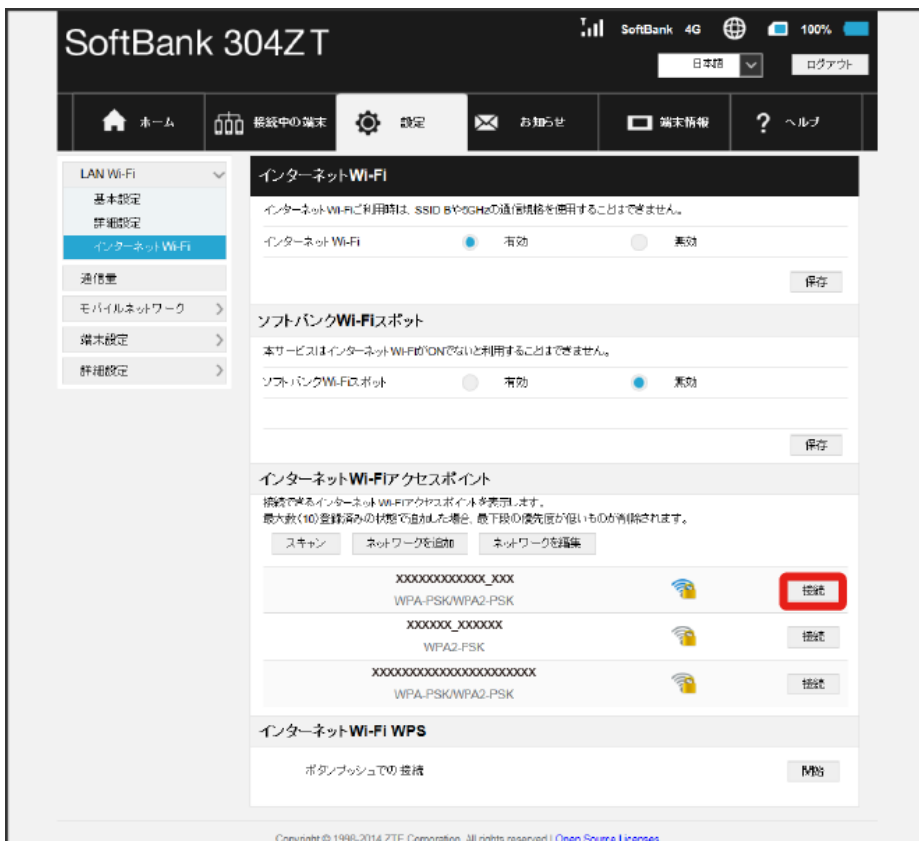 SoftBank 304ZT
SoftBank 4G 100%
日本語 ログアウト
ホーム 接続中の端末 設定 お知らせ 端末情報 ? ヘルプ
LAN Wi-Fi
基本設定
詳細設定
インターネットWi-Fi
通信量
モバイルネットワーク
端末設定
詳細設定
インターネットWi-Fi
インターネットWi-Fiご利用時は、SSID Bや5GHzの通信規格を使用することはできません。
インターネットWi-Fi 有効 無効
保存
ソフトバンクWi-Fiスポット
本サービスはインターネットWi-FiがONでないと利用することはできません。
ソフトバンクWi-Fiスポット 有効 無効
保存
インターネットWi-Fiアクセスポイント
接続できるインターネットWi-Fiアクセスポイントを表示します。
最大数(10)登録済みの状態で追加した場合、最下段の優先度が低いものが削除されます。
スキャン ネットワークを追加 ネットワークを編集
XXXXXXXXXXXX_XXX
WPA-PSK/WPA2-PSK
接続
XXXXXX_XXXXXX
WPA2-PSK
接続
XXXXXXXXXXXXXXXXXXXXXX
WPA-PSK/WPA2-PSK
接続
インターネットWi-Fi WPS
ボタンプッシュでの接続 開始
Copyright © 1998-2014 ZTE Corporation. All rights reserved | Open Source Licenses